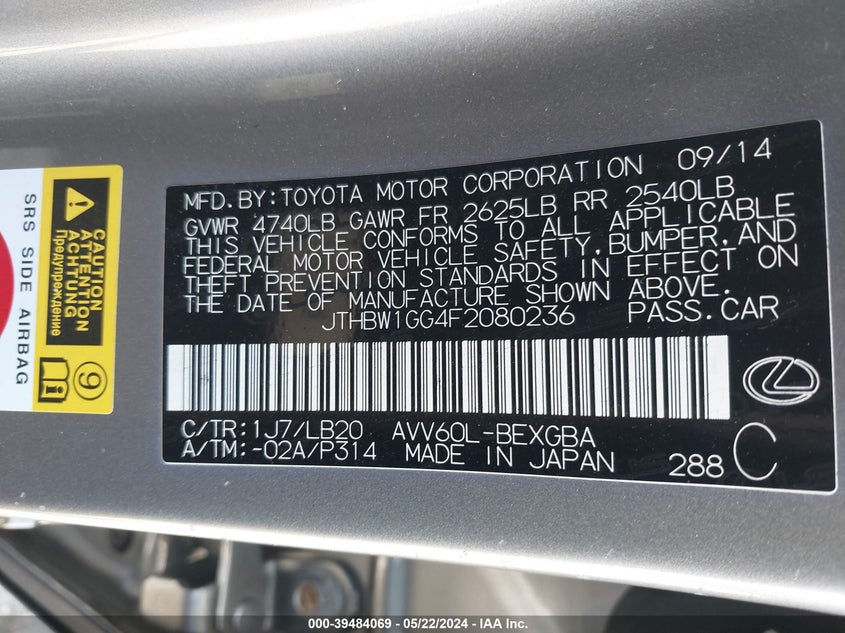 MFD.BY:TOYOTA MOTOR CORPORATION 09/14
GVWR 4740LB GAWR FR 2625LB RR 2540LB
THIS VEHICLE CONFORMS TO ALL APPLICABLE
FEDERAL MOTOR VEHICLE SAFETY,BUMPER,AND
THEFT PREVENTION STANDARDS IN EFFECT ON
THE DATE OF MANUFACTURE SHOWN ABOVE.
JTHBW1GG4F2080236 PASS.CAR
C/TR:1J7/LB20 AVV60L-BEXGBA
A/TM:-02A/P314 MADE IN JAPAN 288 C
SRS SIDE AIRBAG
CAUTION
ATTENTION
ACHTUNG
Предупреждение
9
000-39484069 | 05/22/2024 - IAA Inc.